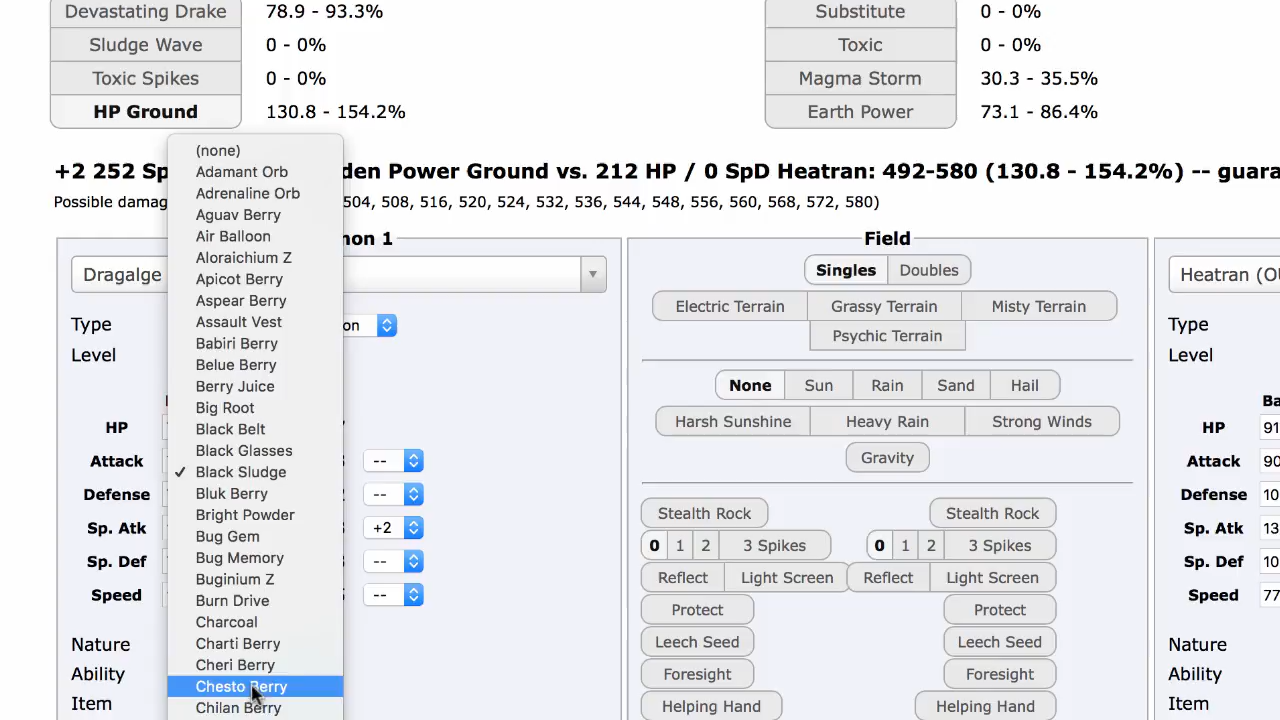 Devastating Drake 78.9 - 93.3% Substitute 0 - 0%
Sludge Wave 0 - 0% Toxic 0 - 0%
Toxic Spikes 0 - 0% Magma Storm 30.3 - 35.5%
HP Ground 130.8 - 154.2% Earth Power 73.1 - 86.4%
(none)
Adamant Orb
Adrenaline Orb
Aguav Berry
Air Balloon
Aloraichium Z
Apicot Berry
Aspear Berry
Assault Vest
Babiri Berry
Belue Berry
Berry Juice
Big Root
Black Belt
Black Glasses
✓ Black Sludge
Bluk Berry
Bright Powder
Bug Gem
Bug Memory
Buginium Z
Burn Drive
Charcoal
Charti Berry
Cheri Berry
Chesto Berry
Chilan Berry
+2 252 Sp den Power Ground vs. 212 HP / 0 SpD Heatran: 492-580 (130.8 - 154.2%) -- guara
Possible damag 504, 508, 516, 520, 524, 532, 536, 544, 548, 556, 560, 568, 572, 580)
non 1
Dragalge
Type on
Level
HP
Attack --
Defense --
Sp. Atk +2
Sp. Def --
Speed --
Nature
Ability
Item
Field
Singles Doubles
Electric Terrain Grassy Terrain Misty Terrain
Psychic Terrain
None Sun Rain Sand Hail
Harsh Sunshine Heavy Rain Strong Winds
Gravity
Stealth Rock Stealth Rock
0 1 2 3 Spikes 0 1 2 3 Spikes
Reflect Light Screen Reflect Light Screen
Protect Protect
Leech Seed Leech Seed
Foresight Foresight
Helping Hand Helping Hand
Heatran (OU
Type
Level
Ba
HP 91
Attack 90
Defense 10
Sp. Atk 13
Sp. Def 10
Speed 77
Nature
Ability
Item